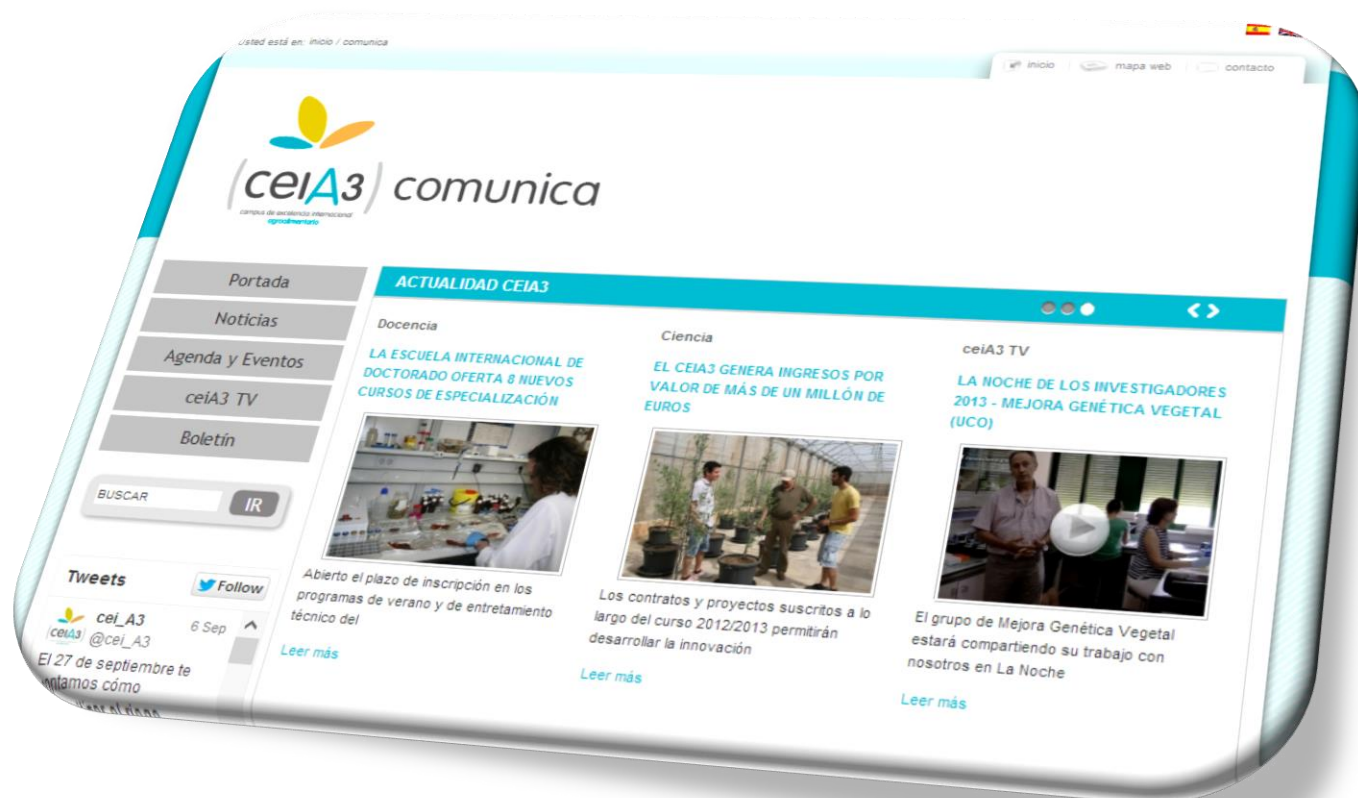 Usted está en: inicio / comunica
inicio
mapa web
contacto
(ceiA3) comunica
campus de excelencia internacional
agroalimentario
Portada
Noticias
Agenda y Eventos
ceiA3 TV
Boletín
BUSCAR
IR
Tweets
Follow
cei_A3
6 Sep
ceiA3
@cei_A3
El 27 de septiembre te
contamos cómo
ACTUALIDAD CEIA3
Docencia
LA ESCUELA INTERNACIONAL DE
DOCTORADO OFERTA 8 NUEVOS
CURSOS DE ESPECIALIZACIÓN
Abierto el plazo de inscripción en los
programas de verano y de entretamiento
técnico del
Leer más
Ciencia
EL CEIA3 GENERA INGRESOS POR
VALOR DE MÁS DE UN MILLÓN DE
EUROS
Los contratos y proyectos suscritos a lo
largo del curso 2012/2013 permitirán
desarrollar la innovación
Leer más
ceiA3 TV
LA NOCHE DE LOS INVESTIGADORES
2013 - MEJORA GENÉTICA VEGETAL
(UCO)
El grupo de Mejora Genética Vegetal
estará compartiendo su trabajo con
nosotros en La Noche
Leer más